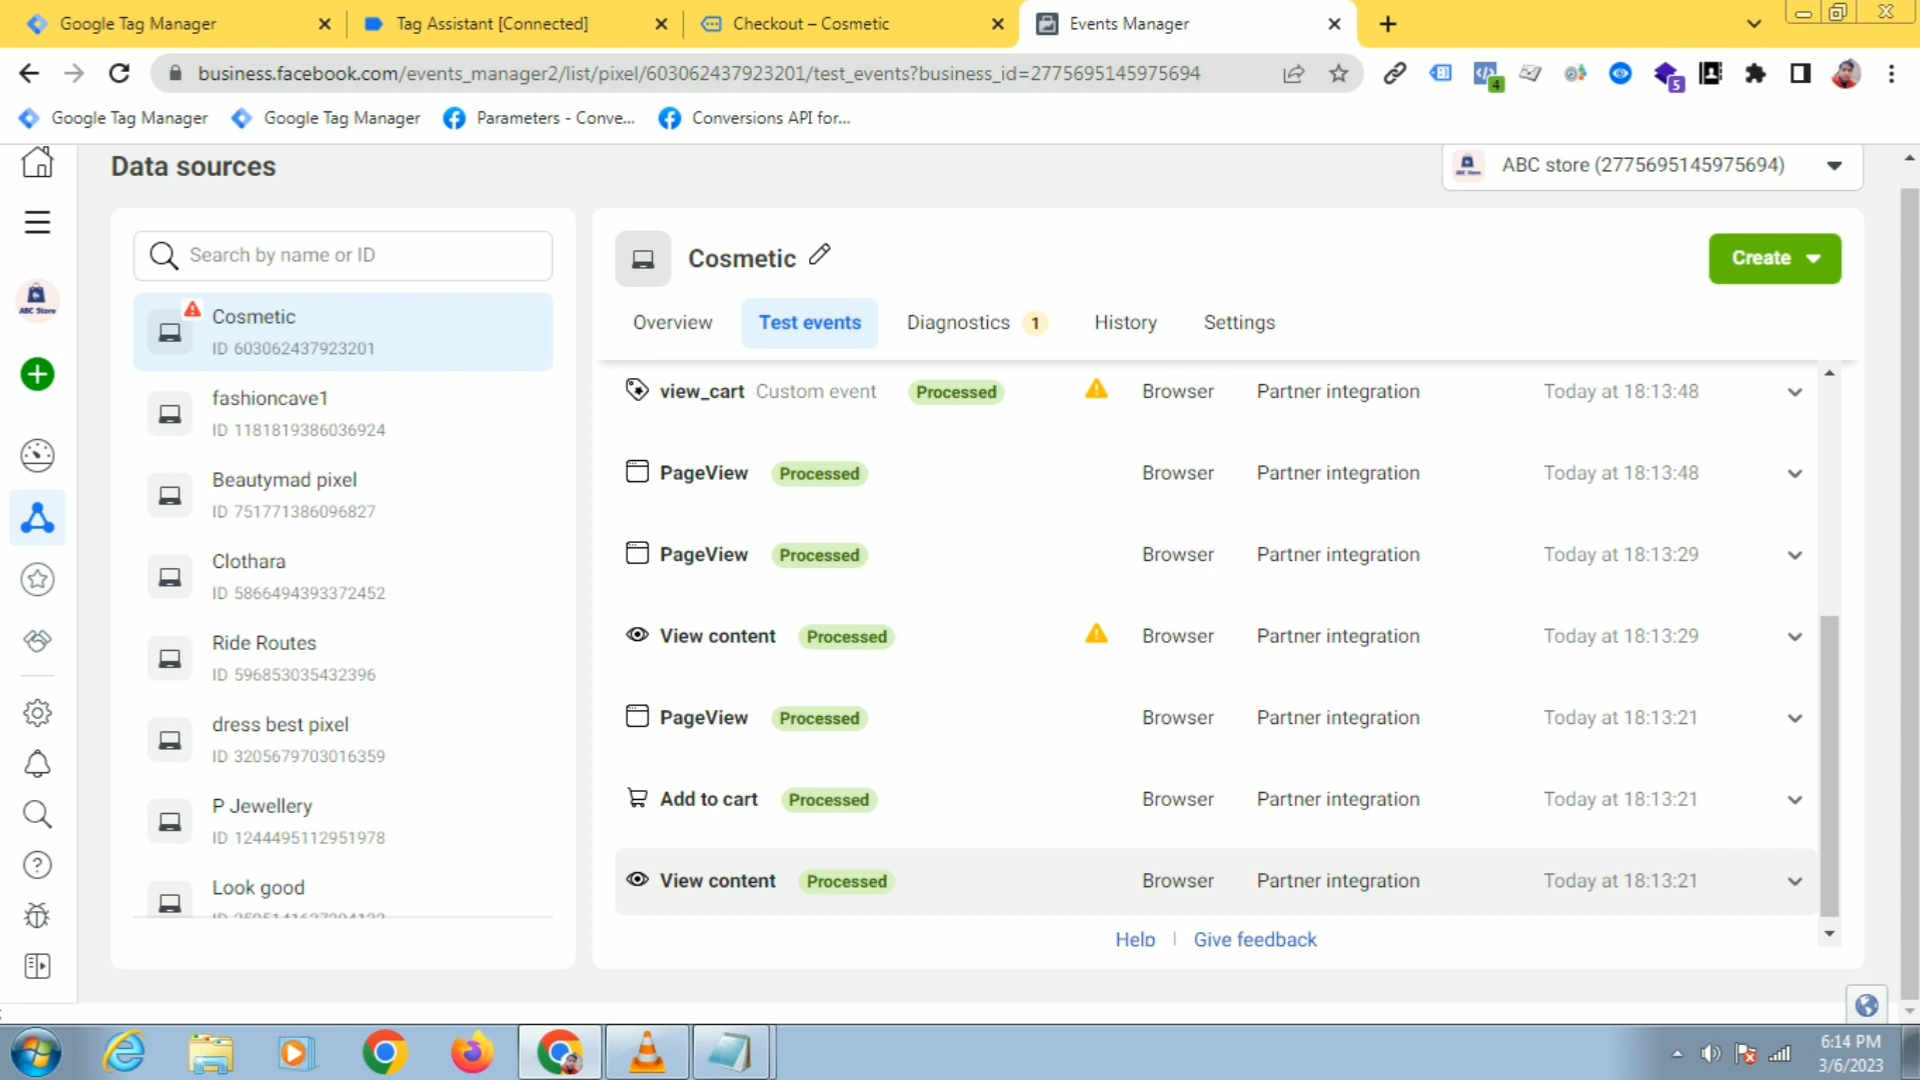 Google Tag Manager
Tag Assistant [Connected]
Checkout – Cosmetic
Events Manager
business.facebook.com/events_manager2/list/pixel/603062437923201/test_events?business_id=2775695145975694
4
5
Google Tag Manager
Google Tag Manager
Parameters - Conve...
Conversions API for...
Data sources
ABC store (2775695145975694)
Search by name or ID
Cosmetic
ID 603062437923201
fashioncave1
ID 1181819386036924
Beautymad pixel
ID 751771386096827
Clothara
ID 5866494393372452
Ride Routes
ID 596853035432396
dress best pixel
ID 3205679703016359
P Jewellery
ID 1244495112951978
Look good
ABC Store
Cosmetic
Create
Overview
Test events
Diagnostics 1
History
Settings
view_cart Custom event Processed Browser Partner integration Today at 18:13:48
PageView Processed Browser Partner integration Today at 18:13:48
PageView Processed Browser Partner integration Today at 18:13:29
View content Processed Browser Partner integration Today at 18:13:29
PageView Processed Browser Partner integration Today at 18:13:21
Add to cart Processed Browser Partner integration Today at 18:13:21
View content Processed Browser Partner integration Today at 18:13:21
Help | Give feedback
6:14 PM
3/6/2023